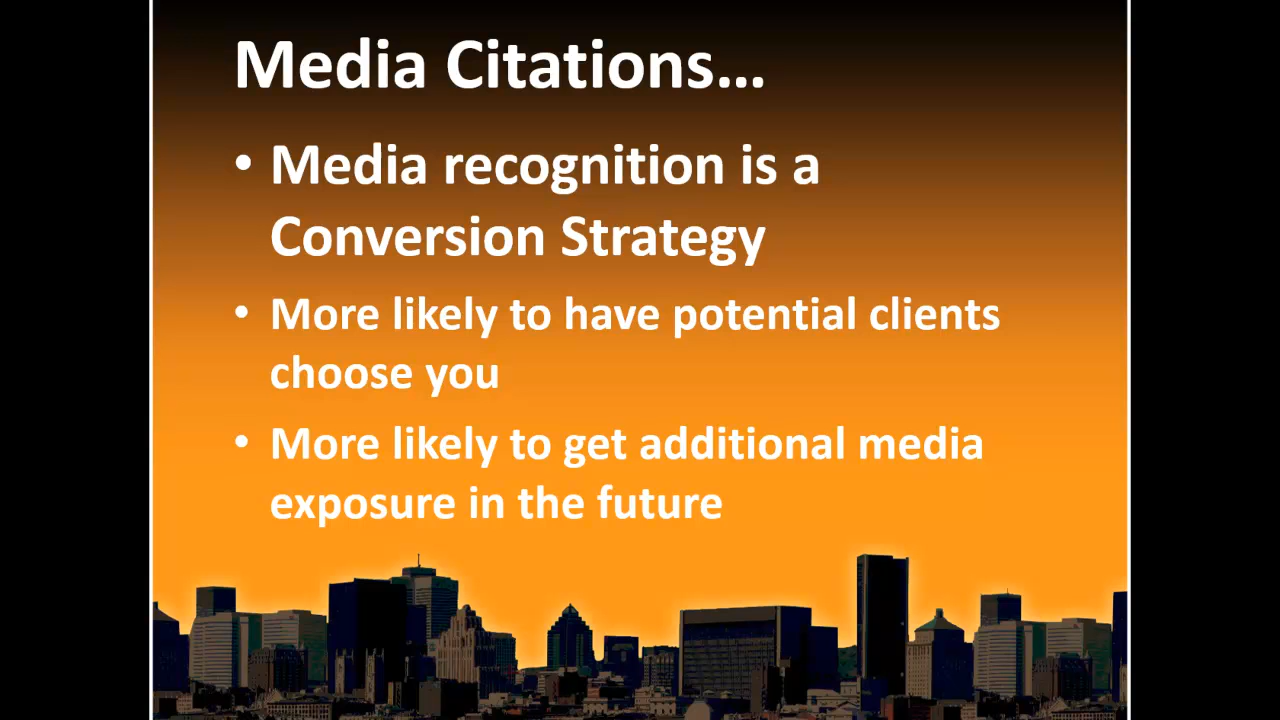 Media Citations…
• Media recognition is a
Conversion Strategy
• More likely to have potential clients
choose you
• More likely to get additional media
exposure in the future